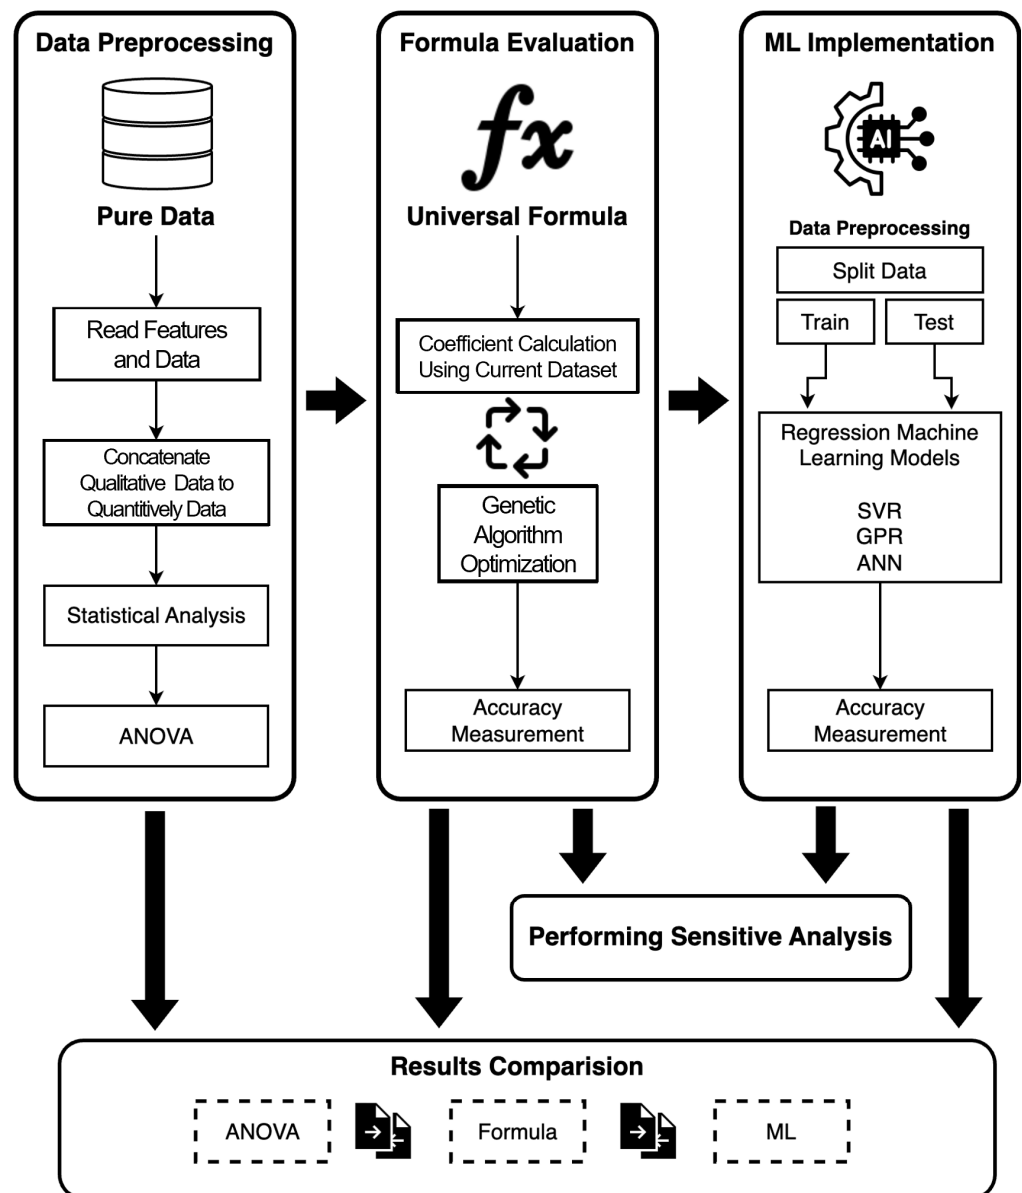 Data Preprocessing
Pure Data
Read Features
and Data
Concatenate
Qualitative Data to
Quantitively Data
Statistical Analysis
ANOVA
Formula Evaluation
fx
Universal Formula
Coefficient Calculation
Using Current Dataset
Genetic
Algorithm
Optimization
Accuracy
Measurement
ML Implementation
AI
Data Preprocessing
Split Data
Train
Test
Regression Machine
Learning Models
SVR
GPR
ANN
Accuracy
Measurement
Performing Sensitive Analysis
Results Comparision
ANOVA
Formula
ML